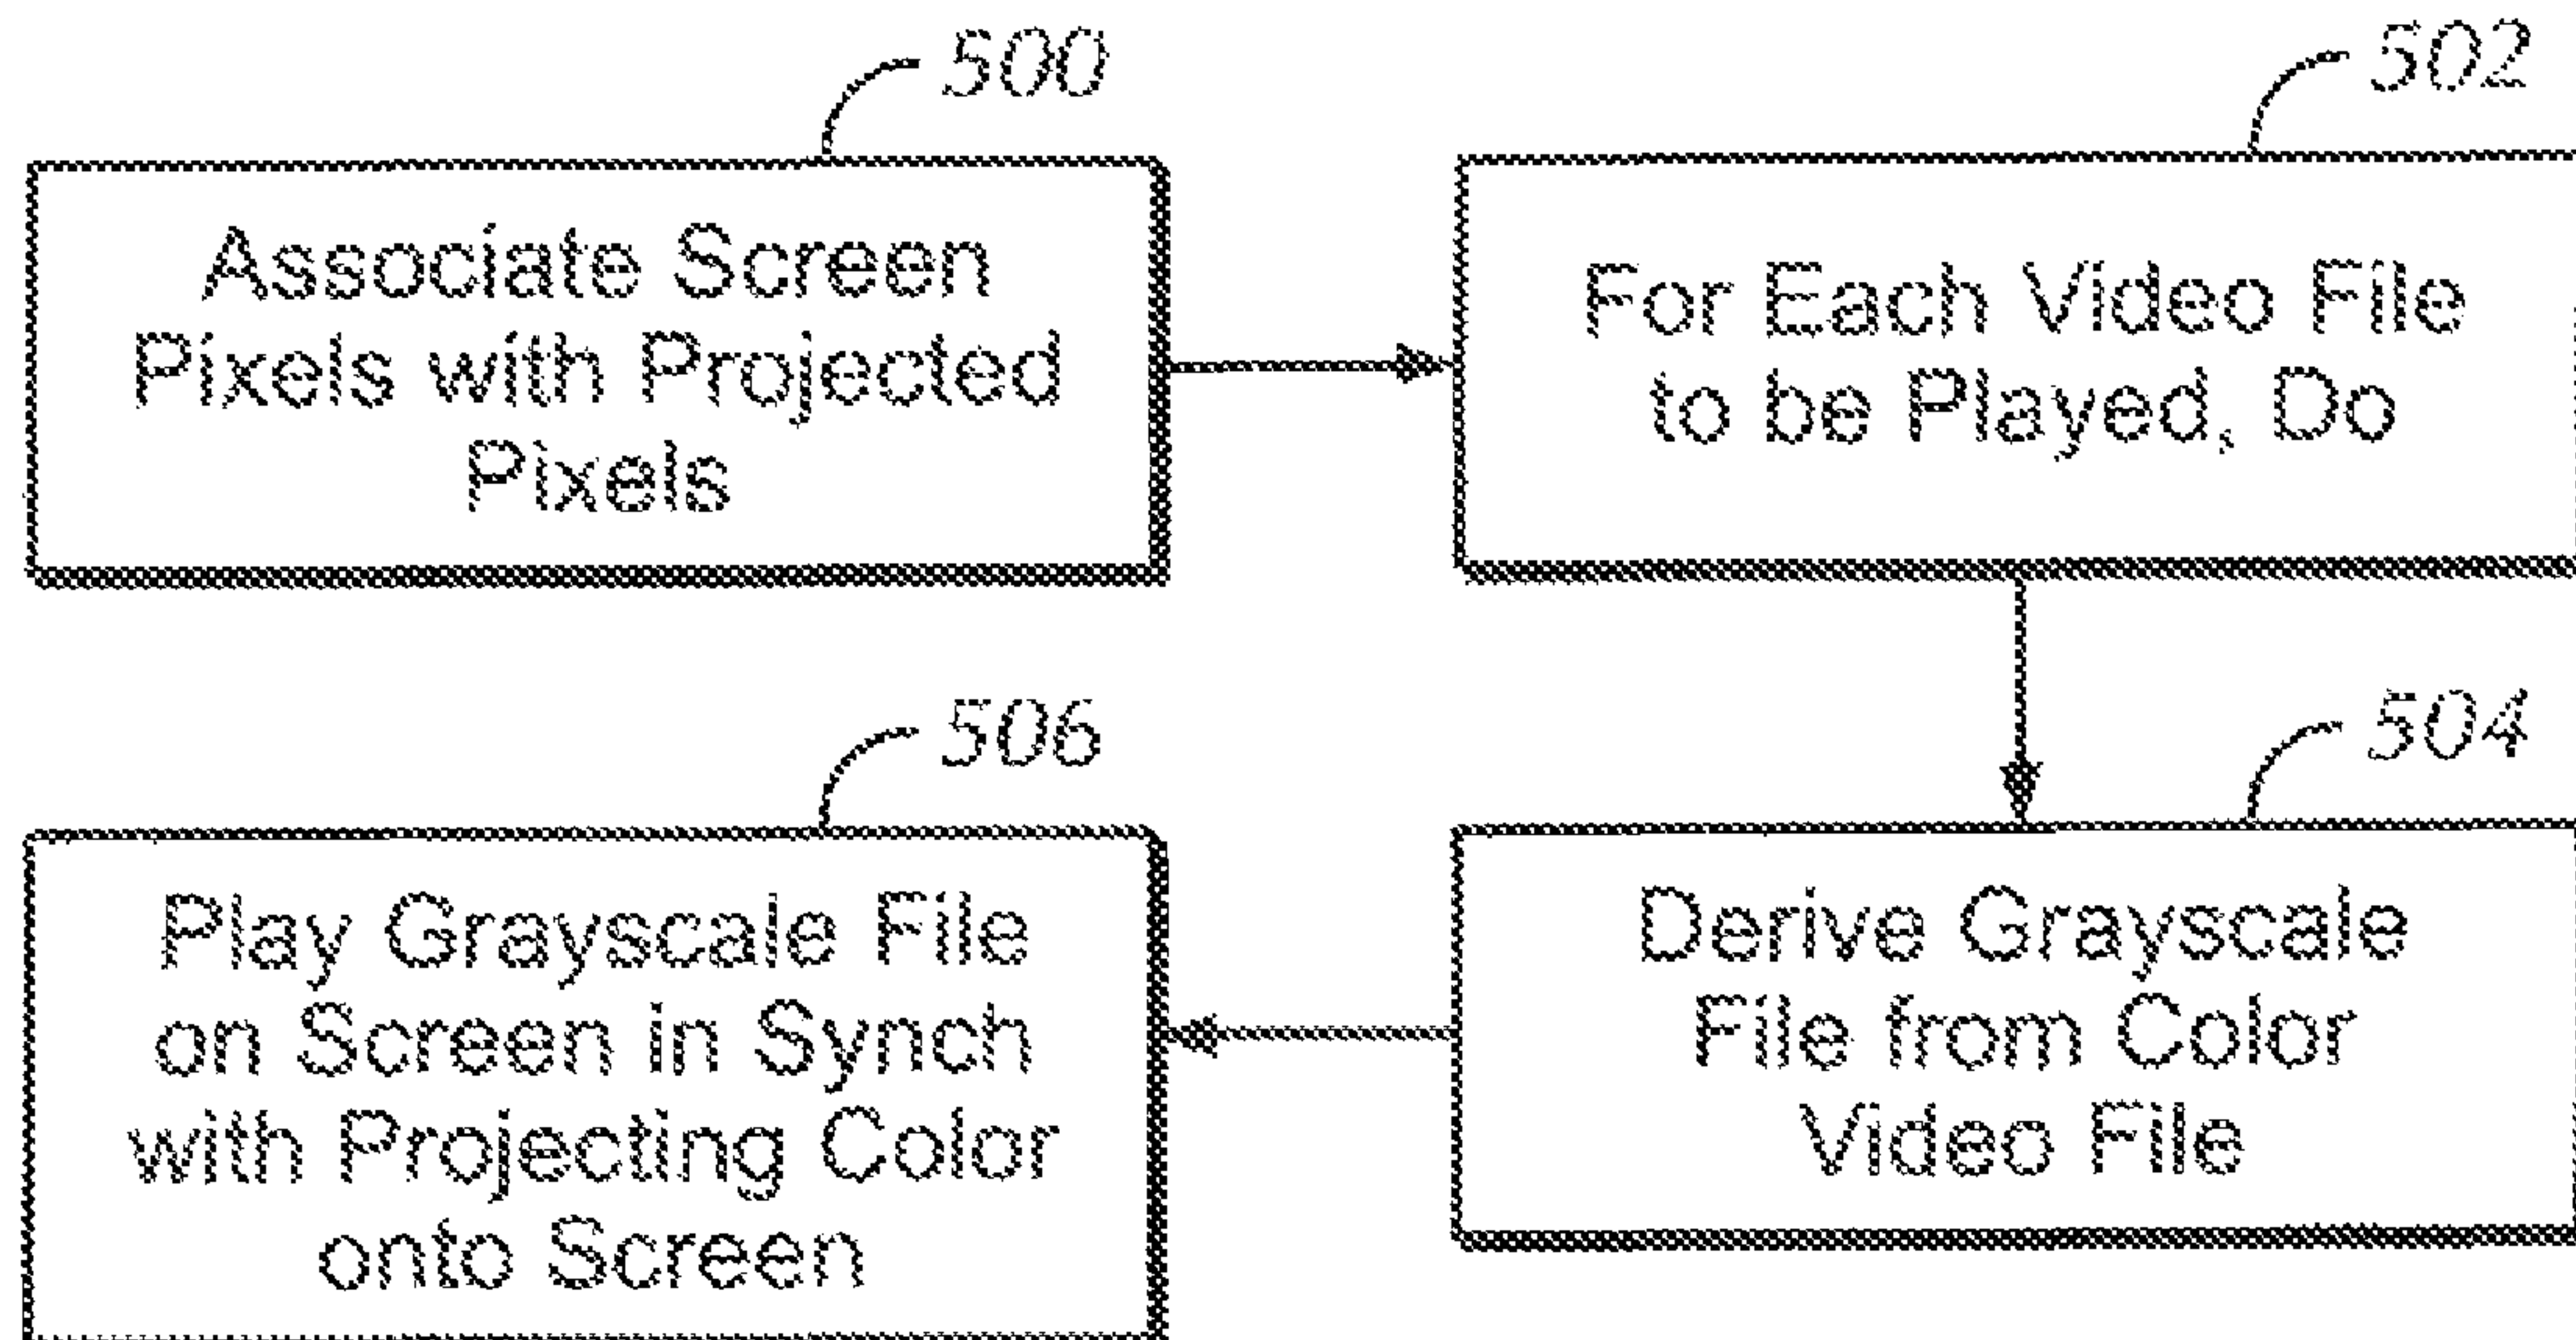 500
Associate Screen
Pixels with Projected
Pixels
502
For Each Video File
to be Played, Do
504
Derive Grayscale
File from Color
Video File
506
Play Grayscale File
on Screen in Synch
with Projecting Color
onto Screen